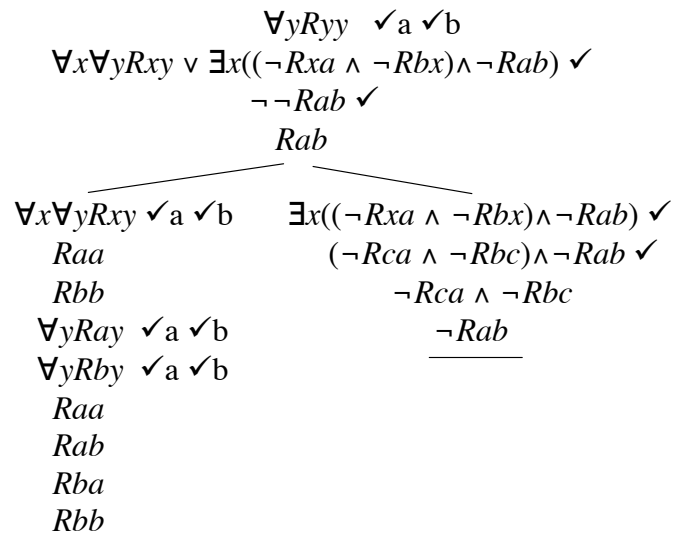 ∀yRyy ✓a ✓b
∀x∀yRxy ∨ ∃x((¬Rxa ∧ ¬Rbx)∧¬Rab) ✓
¬¬Rab ✓
Rab
∀x∀yRxy ✓a ✓b ∃x((¬Rxa ∧ ¬Rbx)∧¬Rab) ✓
Raa (¬Rca ∧ ¬Rbc)∧¬Rab ✓
Rbb ¬Rca ∧ ¬Rbc
∀yRay ✓a ✓b ¬Rab
∀yRby ✓a ✓b
Raa
Rab
Rba
Rbb